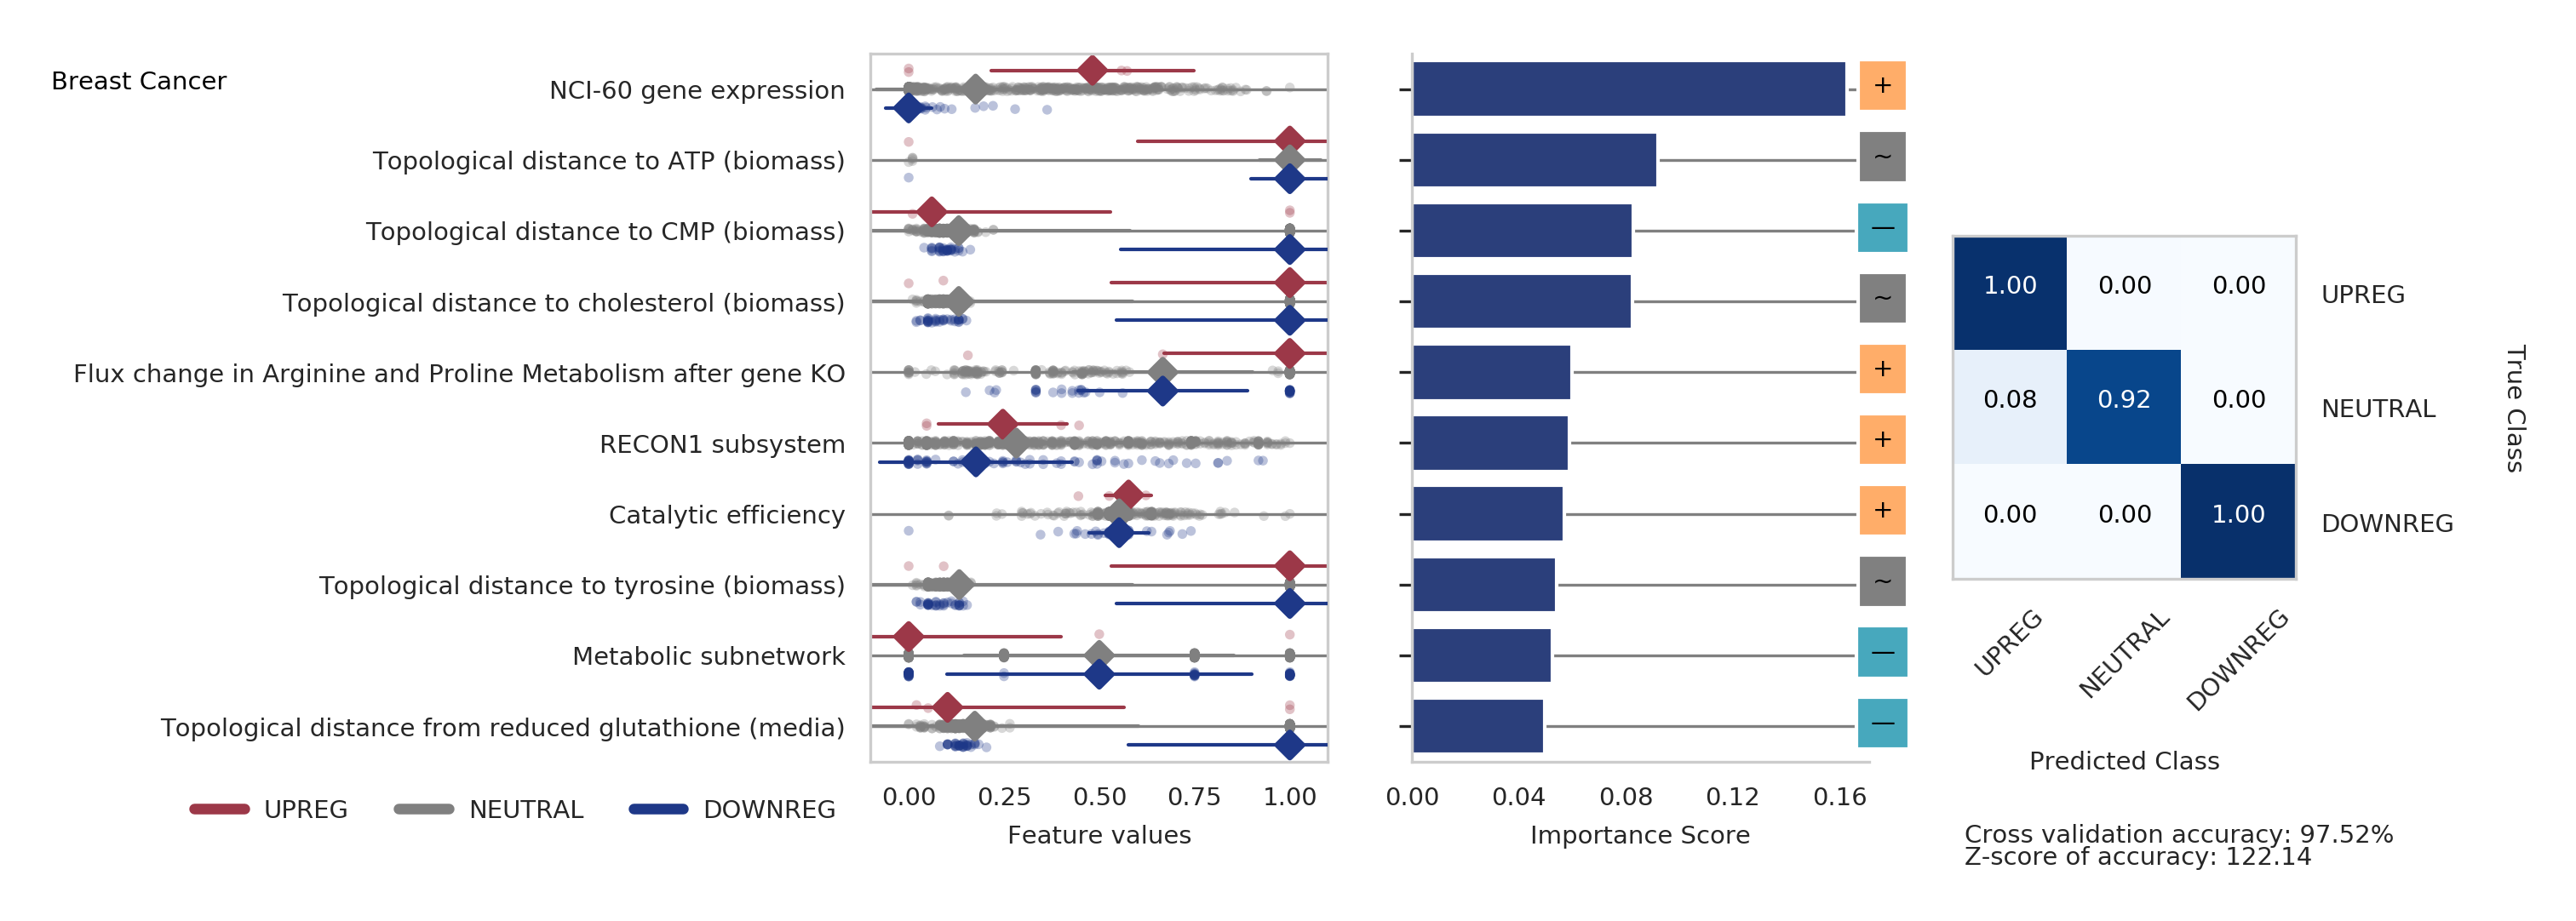 Breast Cancer
NCI-60 gene expression
+
Topological distance to ATP (biomass)
~
Topological distance to CMP (biomass)
—
Topological distance to cholesterol (biomass)
~
Flux change in Arginine and Proline Metabolism after gene KO
+
RECON1 subsystem
+
Catalytic efficiency
+
Topological distance to tyrosine (biomass)
~
Metabolic subnetwork
—
Topological distance from reduced glutathione (media)
—
UPREG NEUTRAL DOWNREG
0.00 0.25 0.50 0.75 1.00
Feature values
0.00 0.04 0.08 0.12 0.16
Importance Score
1.00 0.00 0.00 UPREG
0.08 0.92 0.00 NEUTRAL
0.00 0.00 1.00 DOWNREG
True Class
UPREG NEUTRAL DOWNREG
Predicted Class
Cross validation accuracy: 97.52%
Z-score of accuracy: 122.14